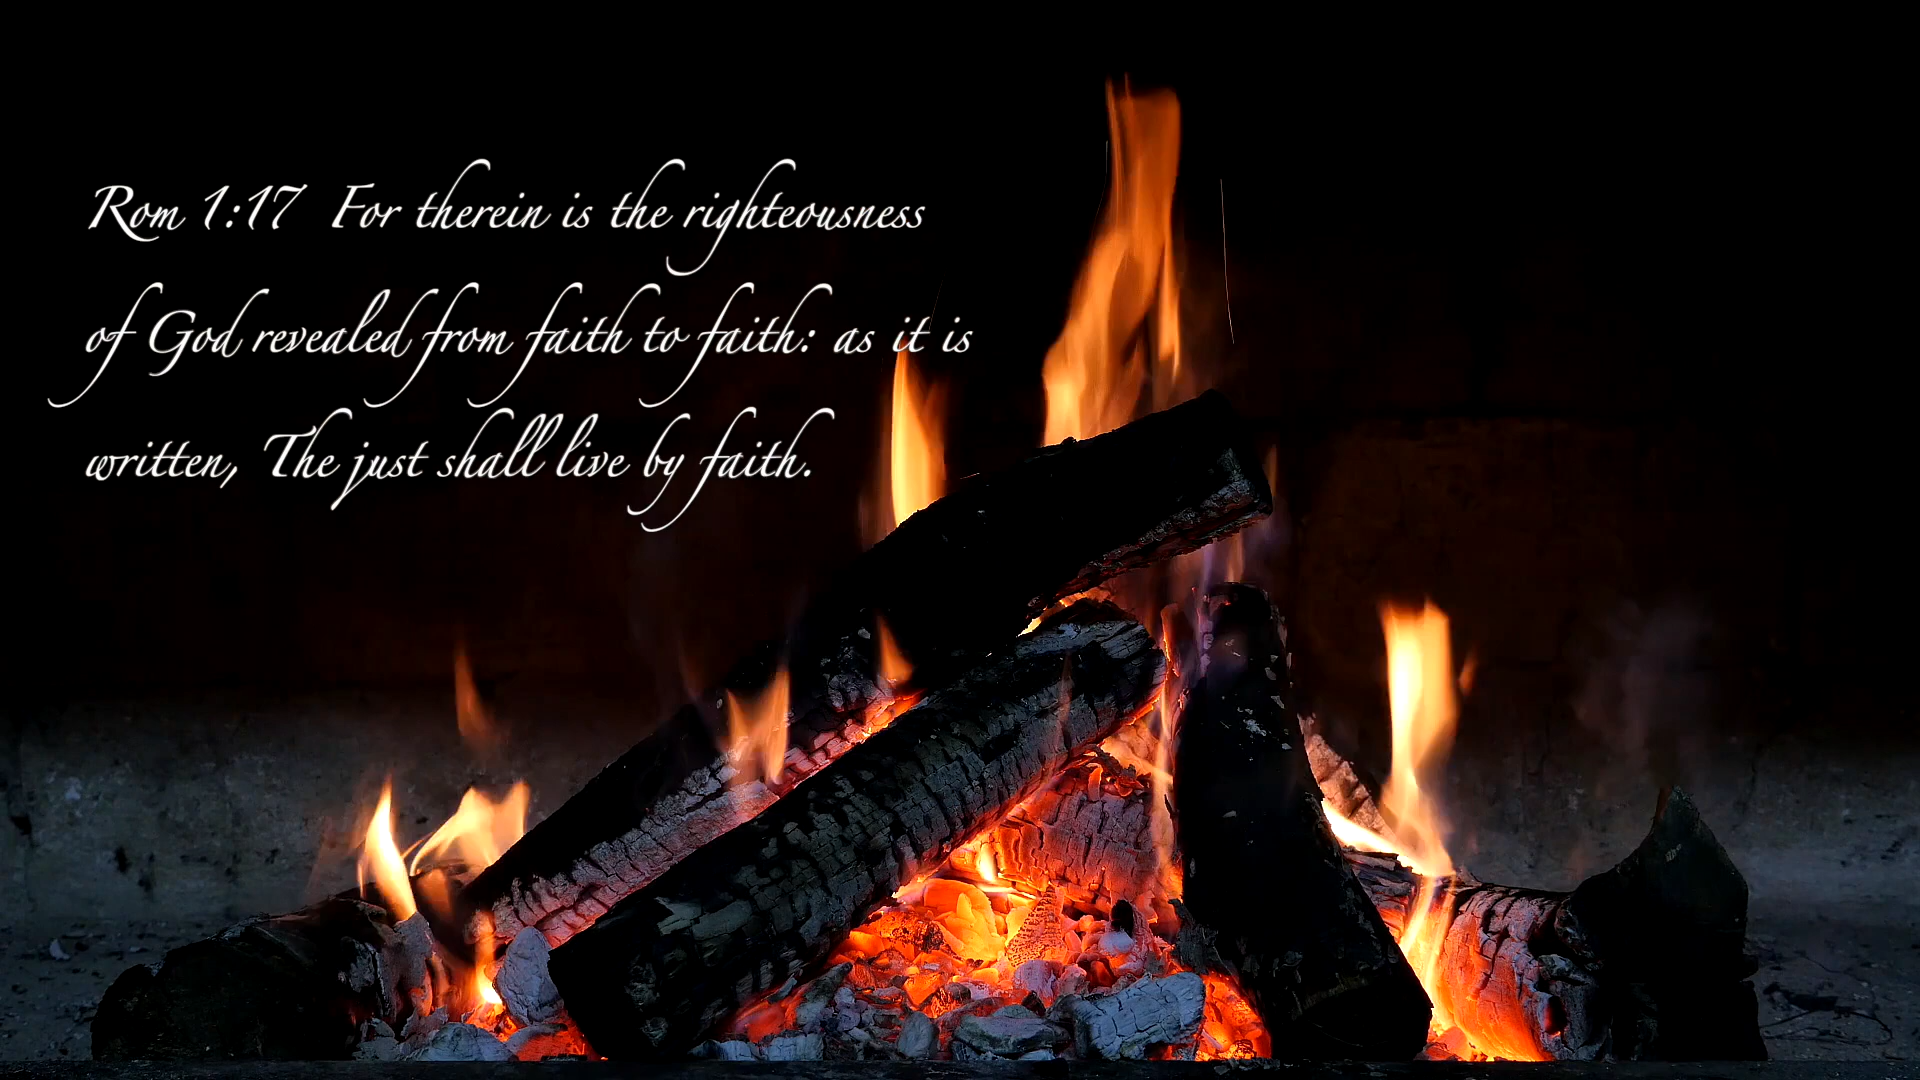 Rom 1:17 For therein is the righteousness
of God revealed from faith to faith: as it is
written, The just shall live by faith.